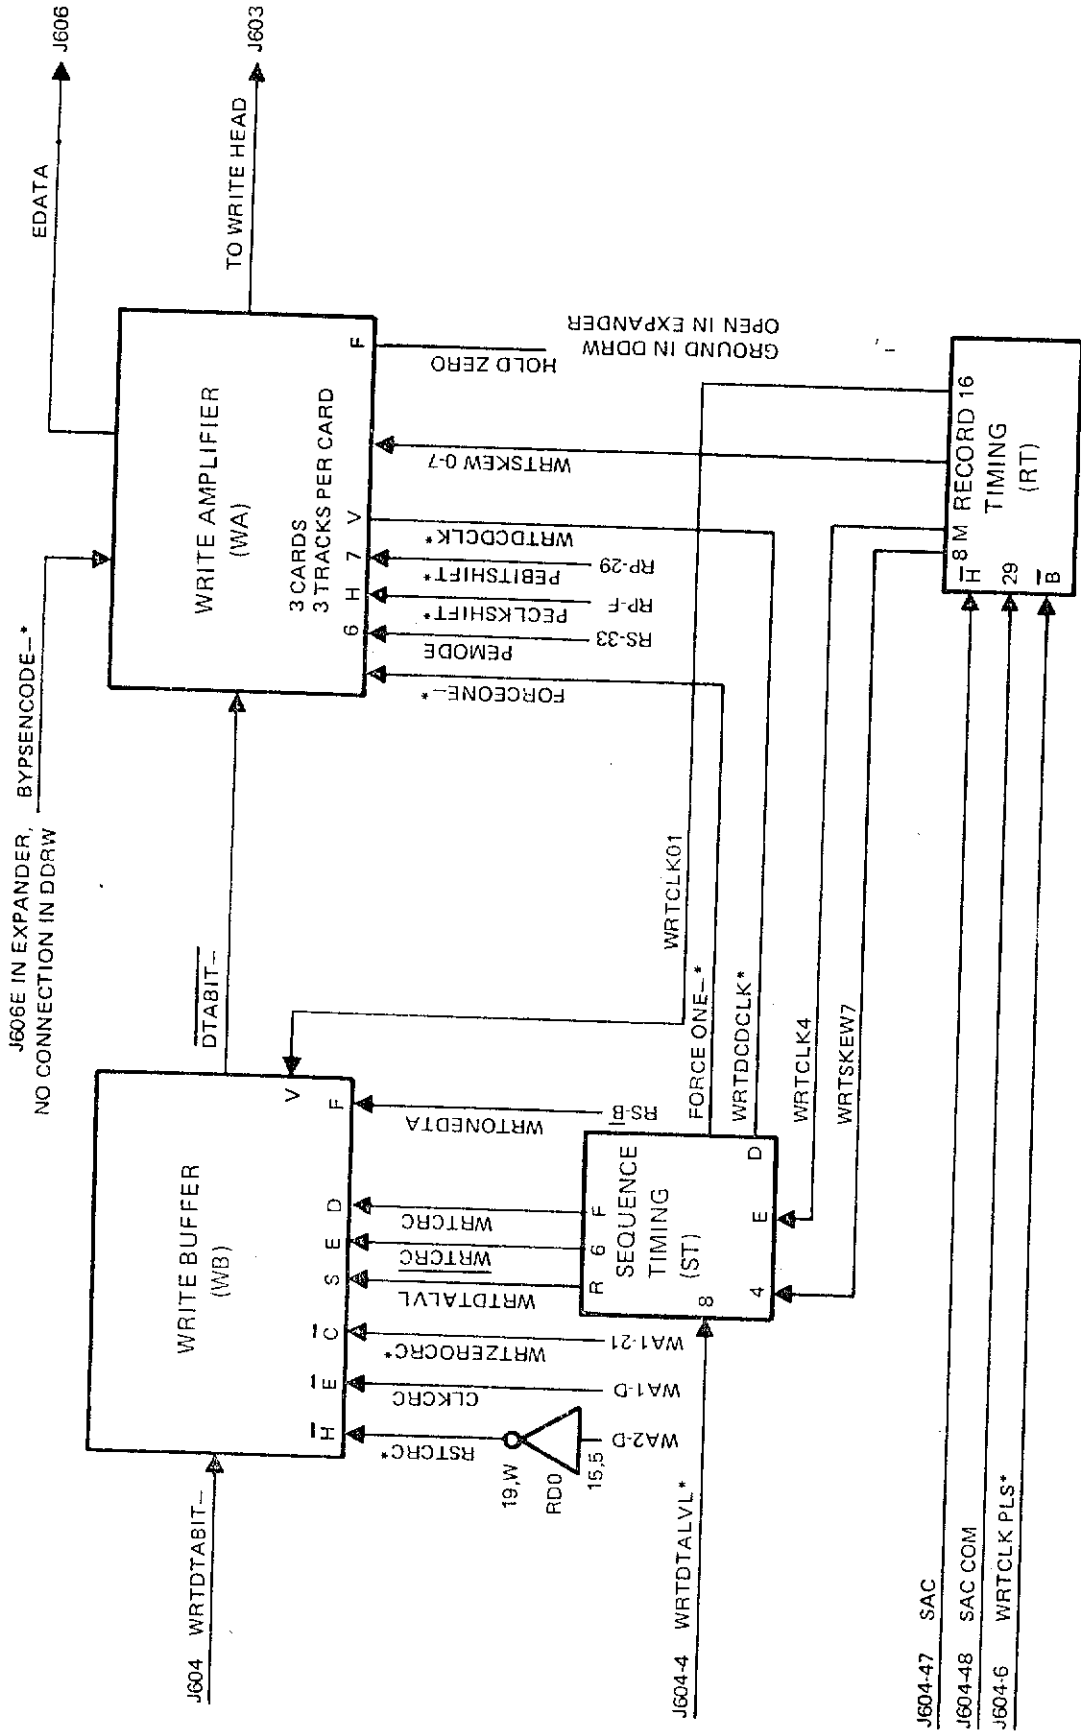 J606E IN EXPANDER,
NO CONNECTION IN DDRW
BYPSENCODE–*
EDATA
J606
J604 WRTDTABIT–
WRITE BUFFER
(WB)
DTABIT–
WRITE AMPLIFIER
(WA)
3 CARDS
3 TRACKS PER CARD
TO WRITE HEAD
J603
H
E
C
S
E
D
F
V
6
H
7
V
F
RSTCRC*
CLKCRC
WRTZEROCRC*
WRTDTALVL
WRTCRC
WRTCRC
WRTONEDTA
FORCEONE–*
PEMODE
PECLKSHIFT*
PEBITSHIFT*
WRTDCDCLK*
WRTSKEW 0-7
HOLD ZERO
GROUND IN DDRW
OPEN IN EXPANDER
19,W
RD0
15,5
WA2-D
WA1-D
WA1-21
RS-B
RS-33
RP-F
RP-29
WRTCLK01
J604-4 WRTDTALVL*
R
6
F
8
SEQUENCE
TIMING
(ST)
4
E
D
FORCE ONE–*
WRTDCDCLK*
WRTCLK4
WRTSKEW7
8
M
RECORD
16
TIMING
(RT)
H
29
B
J604-47 SAC
J604-48 SAC COM
J604-6 WRTCLK PLS*